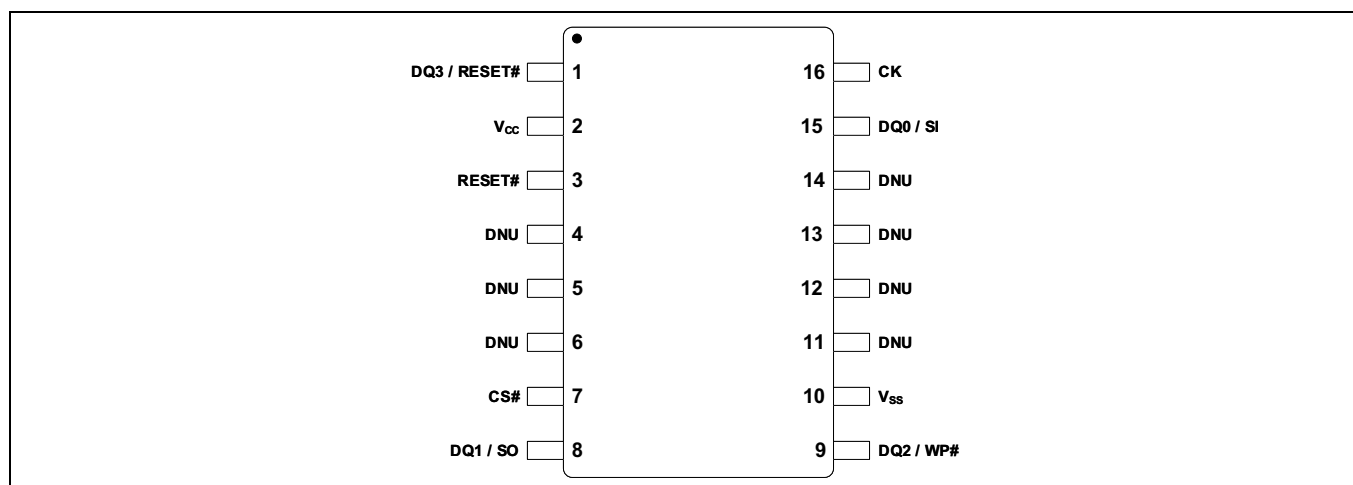 DQ3 / RESET# 1 16 CK
VCC 2 15 DQ0 / SI
RESET# 3 14 DNU
DNU 4 13 DNU
DNU 5 12 DNU
DNU 6 11 DNU
CS# 7 10 VSS
DQ1 / SO 8 9 DQ2 / WP#